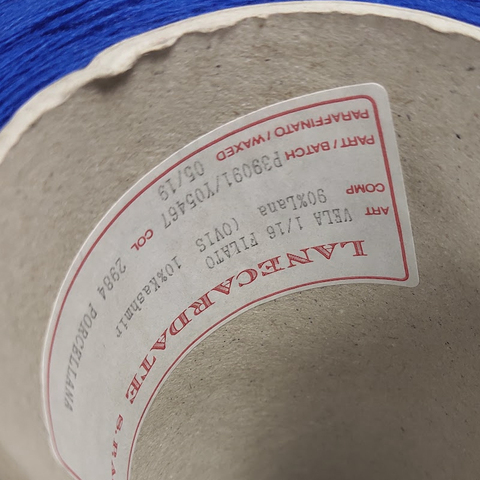 LANECARDATE S.P.A.
ART VELA 1/16 FILATO (OVIS
COMP 90%Lana 10%Kashmir
PART / BATCH P39091/Y05467 COL 2984 PORCELLANA
PARAFFINATO / WAXED 05/19